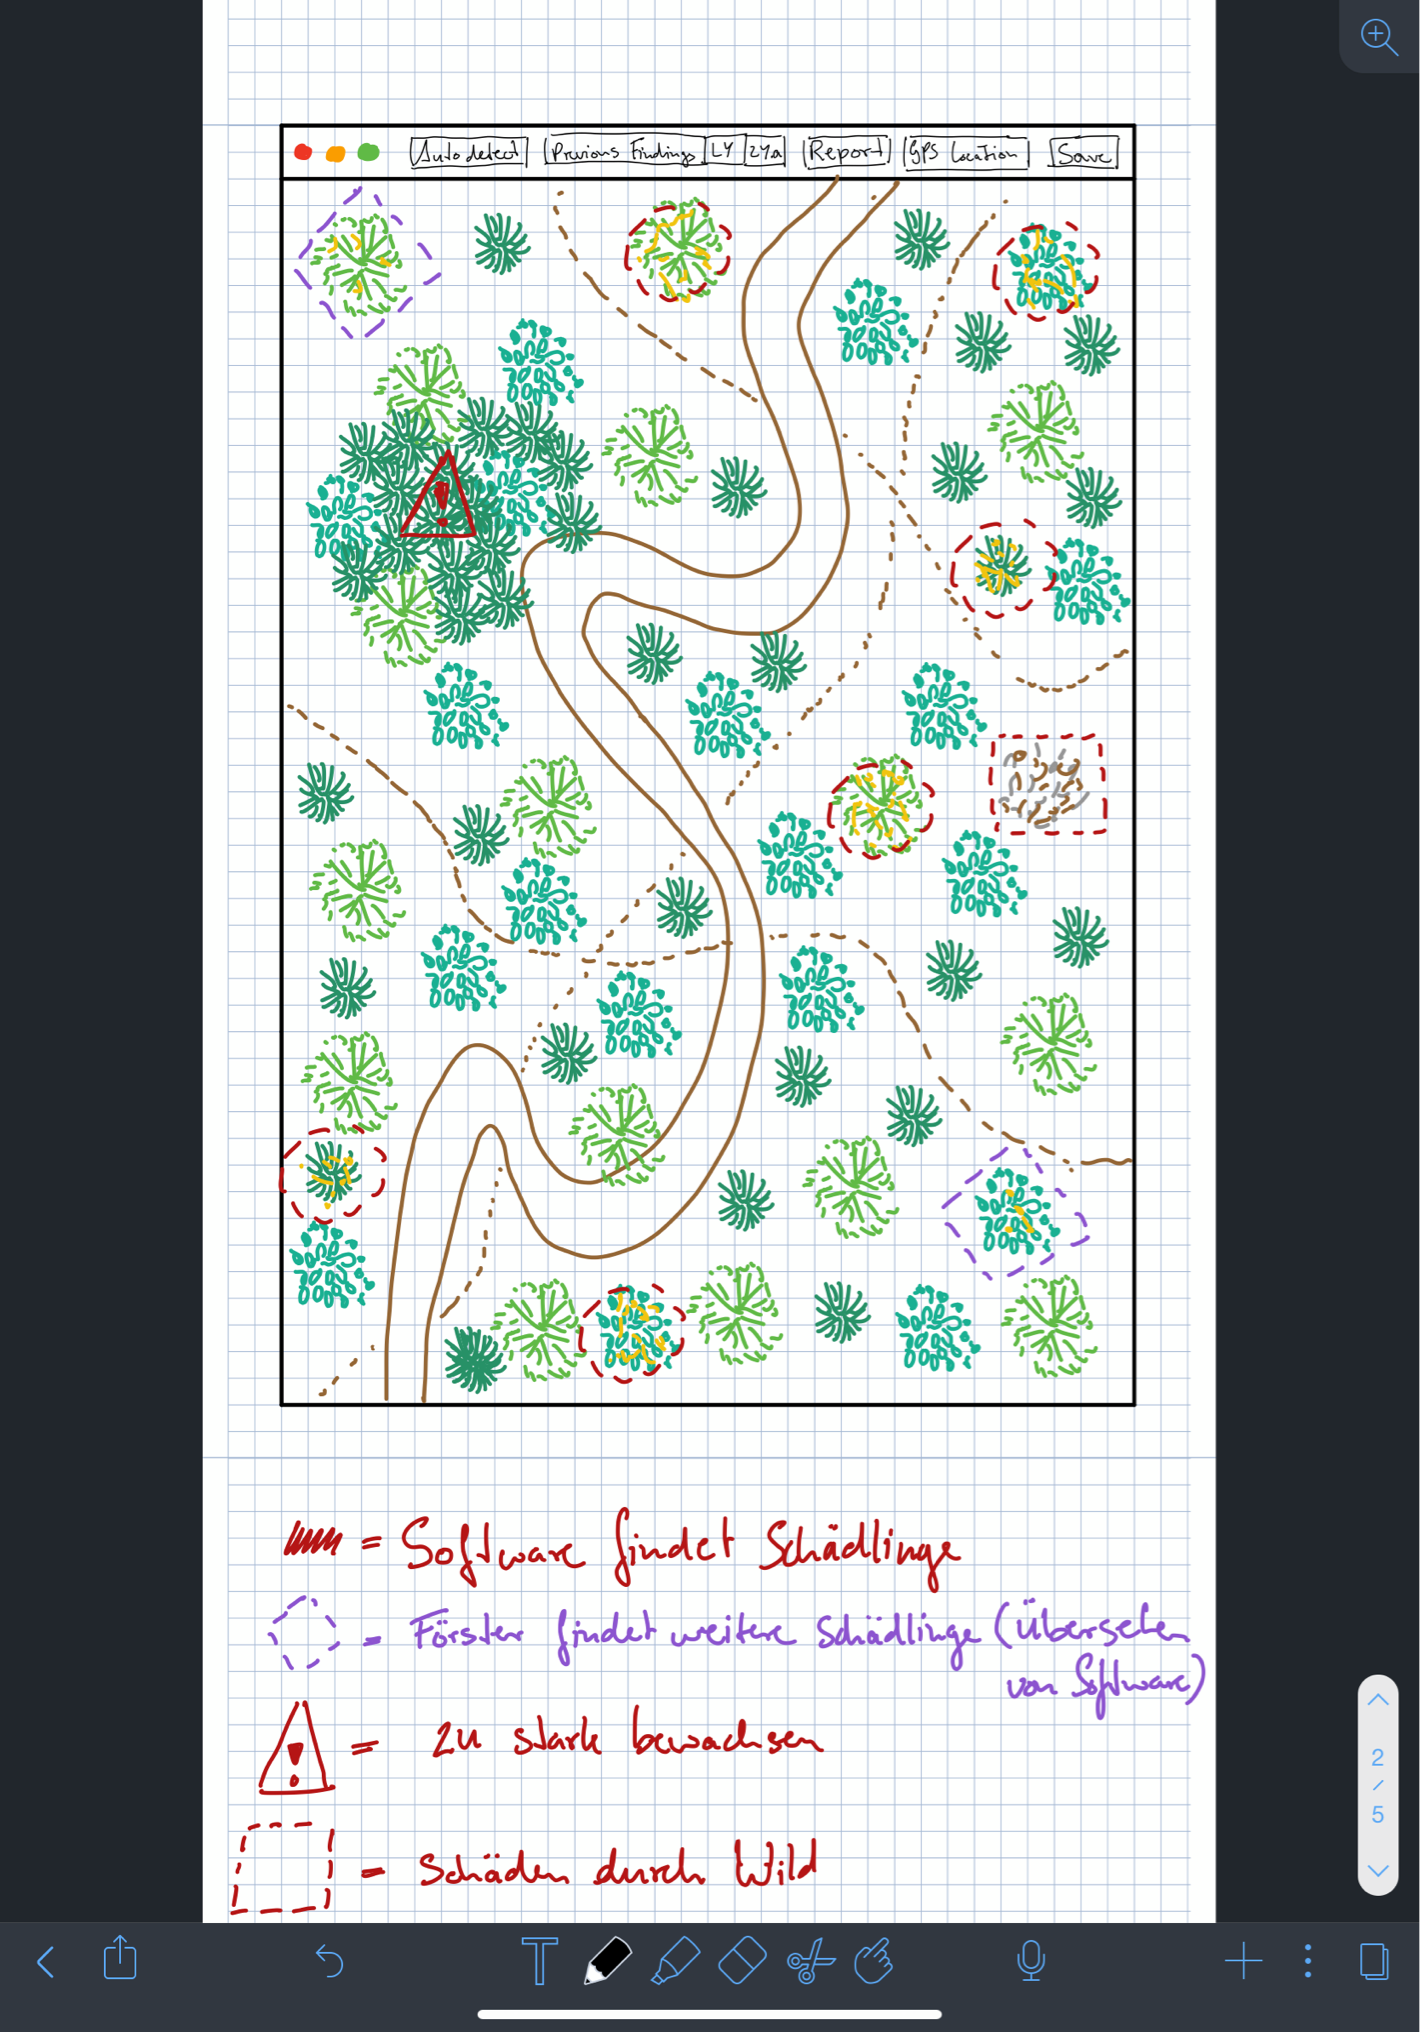 Auto detect Previous Findings LY 2Ya Report GPS Location Save
= Software findet Schädlinge
= Förster findet weitere Schädlinge (Übersehen
von Software)
! = zu stark bewachsen
= Schäden durch Wild
2
/
5